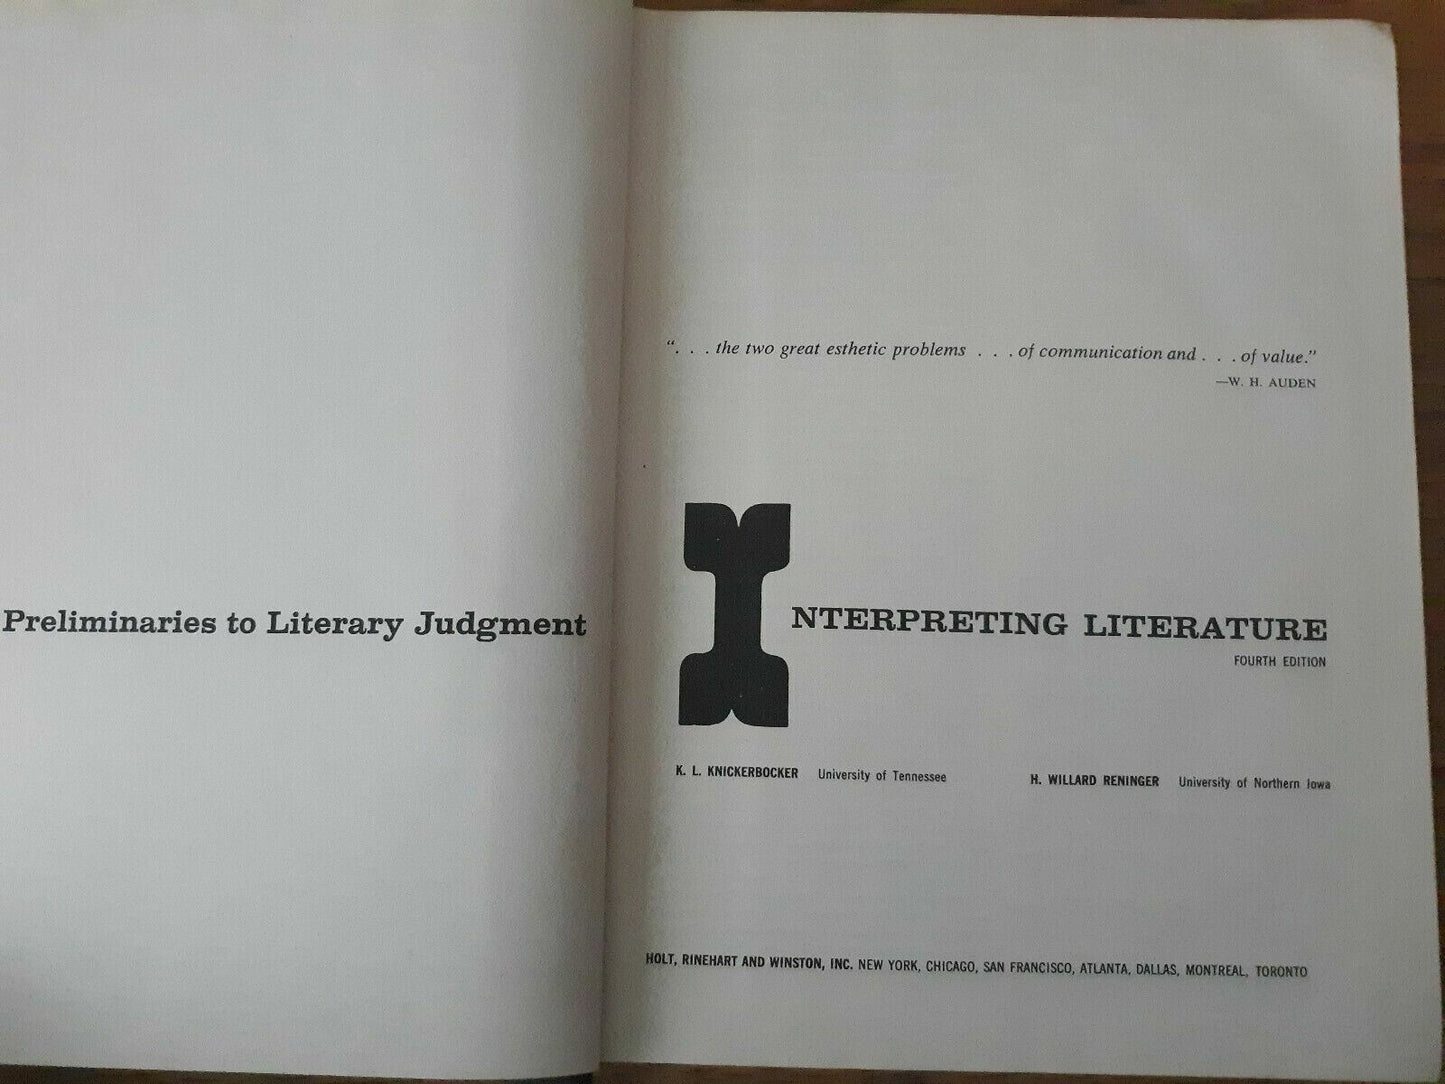 Preliminaries to Literary Judgment
“. . . the two great esthetic problems . . . of communication and . . . of value.”
—W. H. AUDEN
INTERPRETING LITERATURE
FOURTH EDITION
K. L. KNICKERBOCKER University of Tennessee H. WILLARD RENINGER University of Northern Iowa
HOLT, RINEHART AND WINSTON, INC. NEW YORK, CHICAGO, SAN FRANCISCO, ATLANTA, DALLAS, MONTREAL, TORONTO